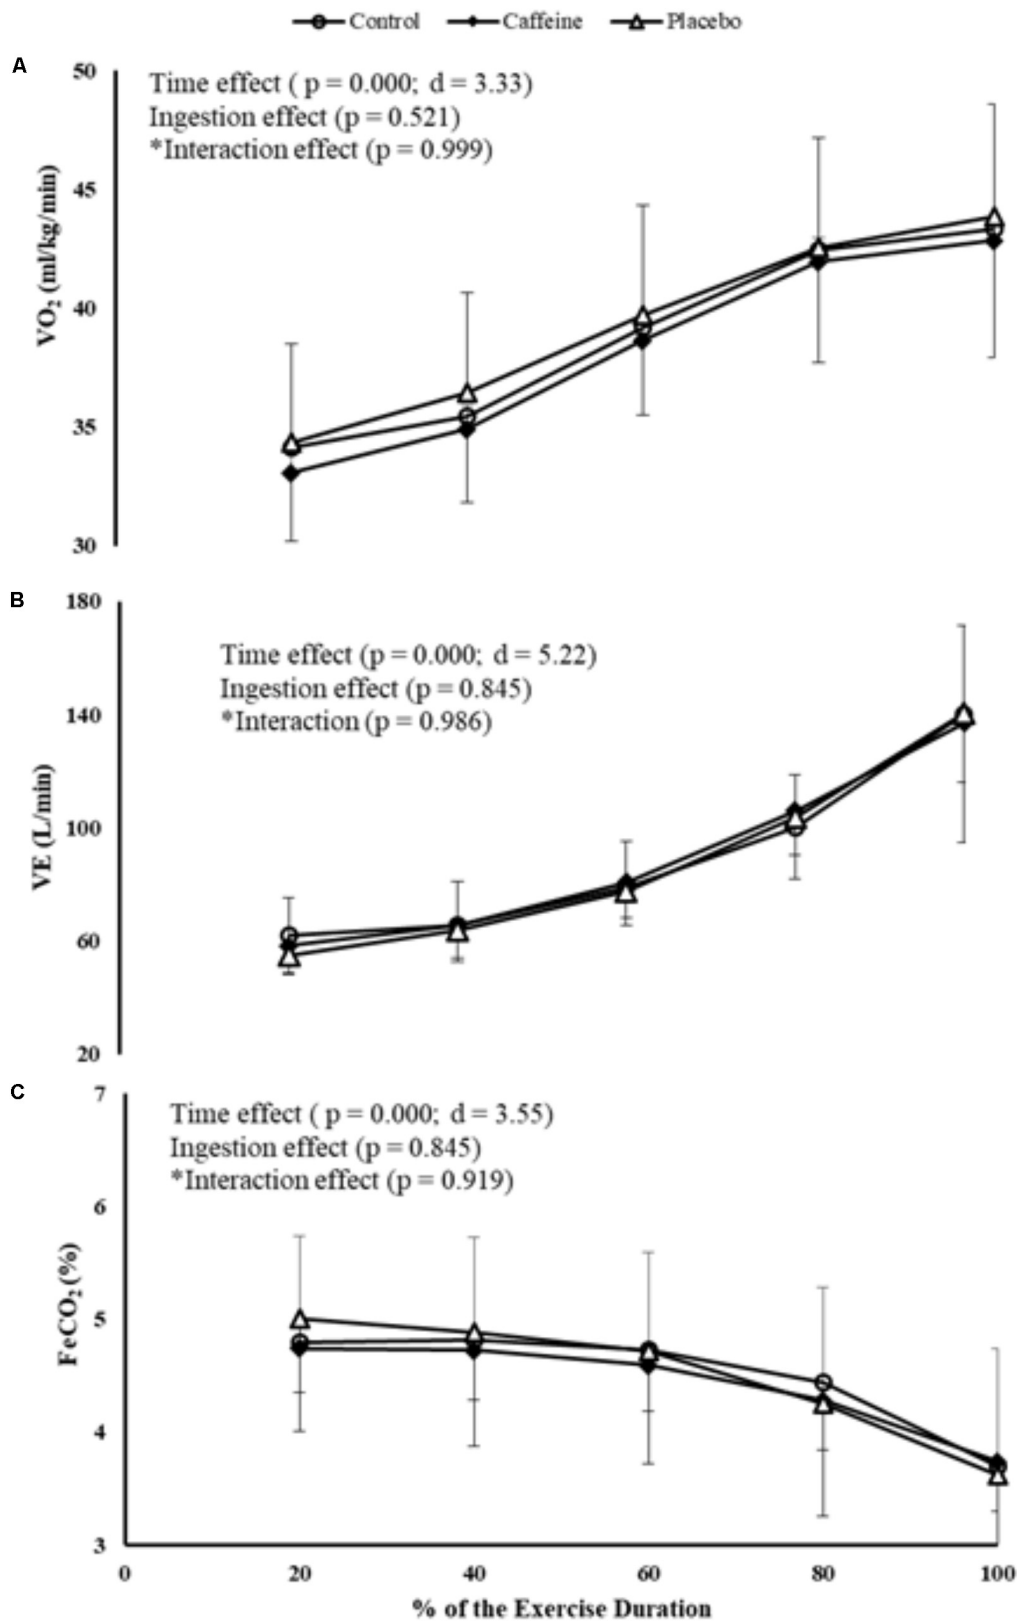 Control Caffeine Placebo
A
50
Time effect ( p = 0.000; d = 3.33)
Ingestion effect (p = 0.521)
*Interaction effect (p = 0.999)
45
VO₂ (ml/kg/min)
40
35
30
B
180
Time effect (p = 0.000; d = 5.22)
Ingestion effect (p = 0.845)
*Interaction (p = 0.986)
140
VE (L/min)
100
60
20
C
7
Time effect ( p = 0.000; d = 3.55)
Ingestion effect (p = 0.845)
*Interaction effect (p = 0.919)
6
FeCO₂ (%)
5
4
3
0 20 40 60 80 100
% of the Exercise Duration